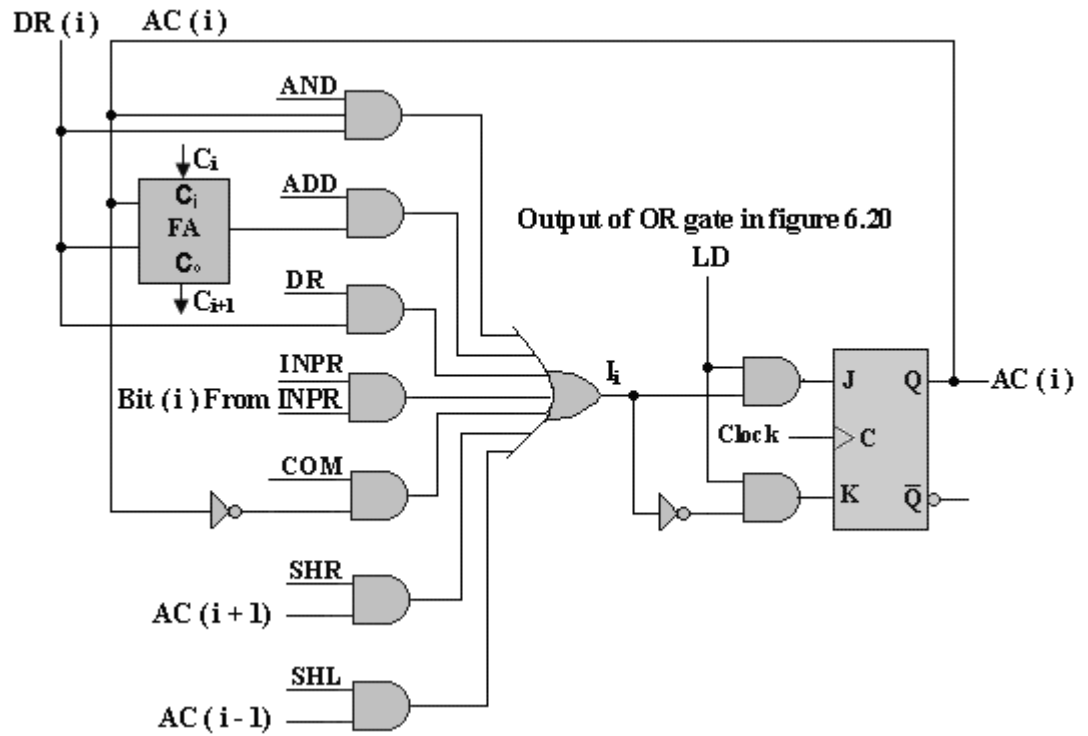 DR (i)
AC (i)
AND
Ci
Ci
FA
Co
Ci+1
ADD
DR
INPR
Bit (i) From INPR
COM
SHR
AC (i + 1)
SHL
AC (i - 1)
Output of OR gate in figure 6.20
LD
Ii
J
Q
AC (i)
Clock
C
K
Q̅